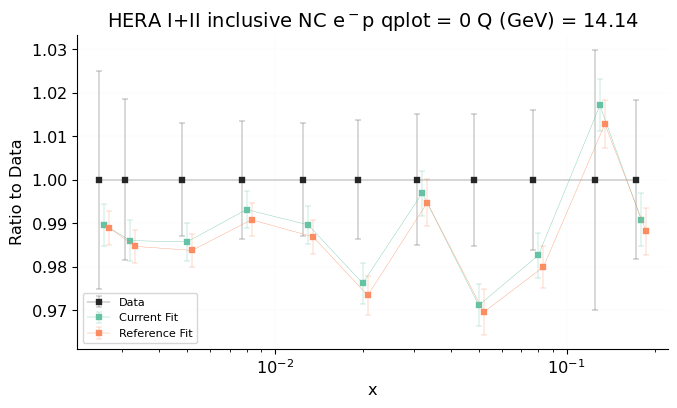 HERA I+II inclusive NC e⁻p qplot = 0 Q (GeV) = 14.14
Ratio to Data
1.03
1.02
1.01
1.00
0.99
0.98
0.97
Data
Current Fit
Reference Fit
10⁻²
10⁻¹
x